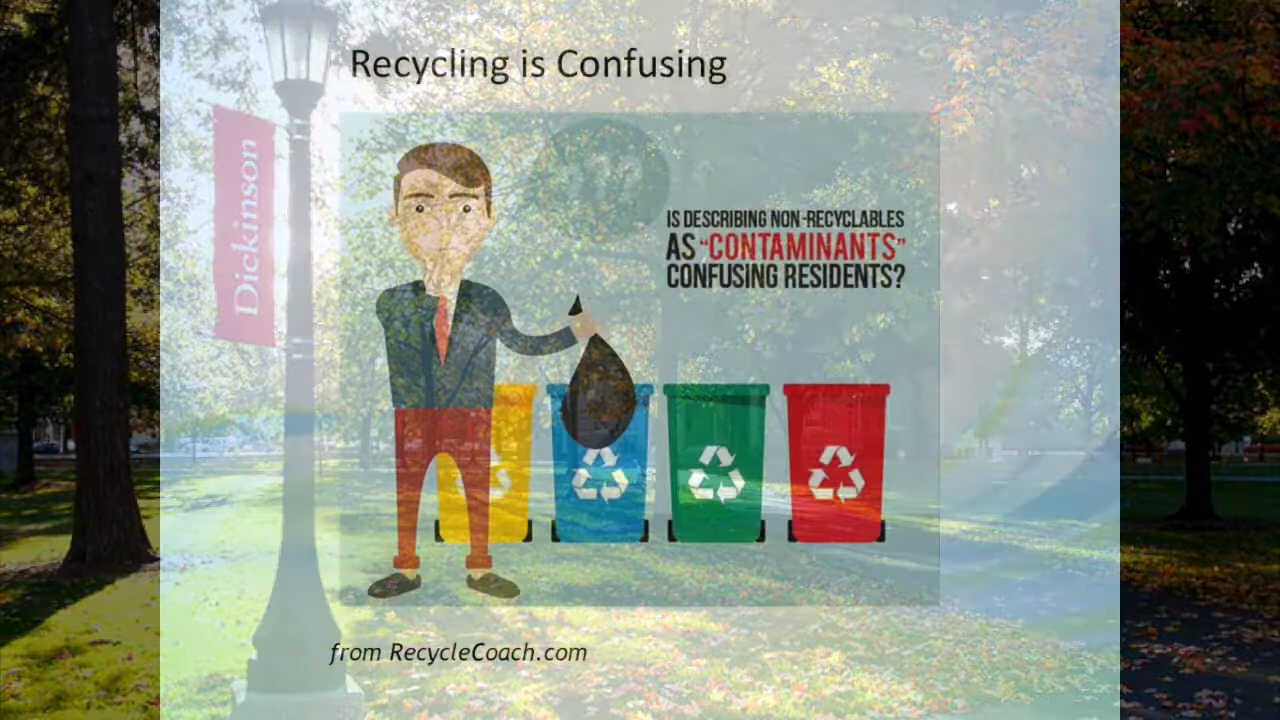 Recycling is Confusing
Dickinson
IS DESCRIBING NON-RECYCLABLES
AS “CONTAMINANTS”
CONFUSING RESIDENTS?
from RecycleCoach.com